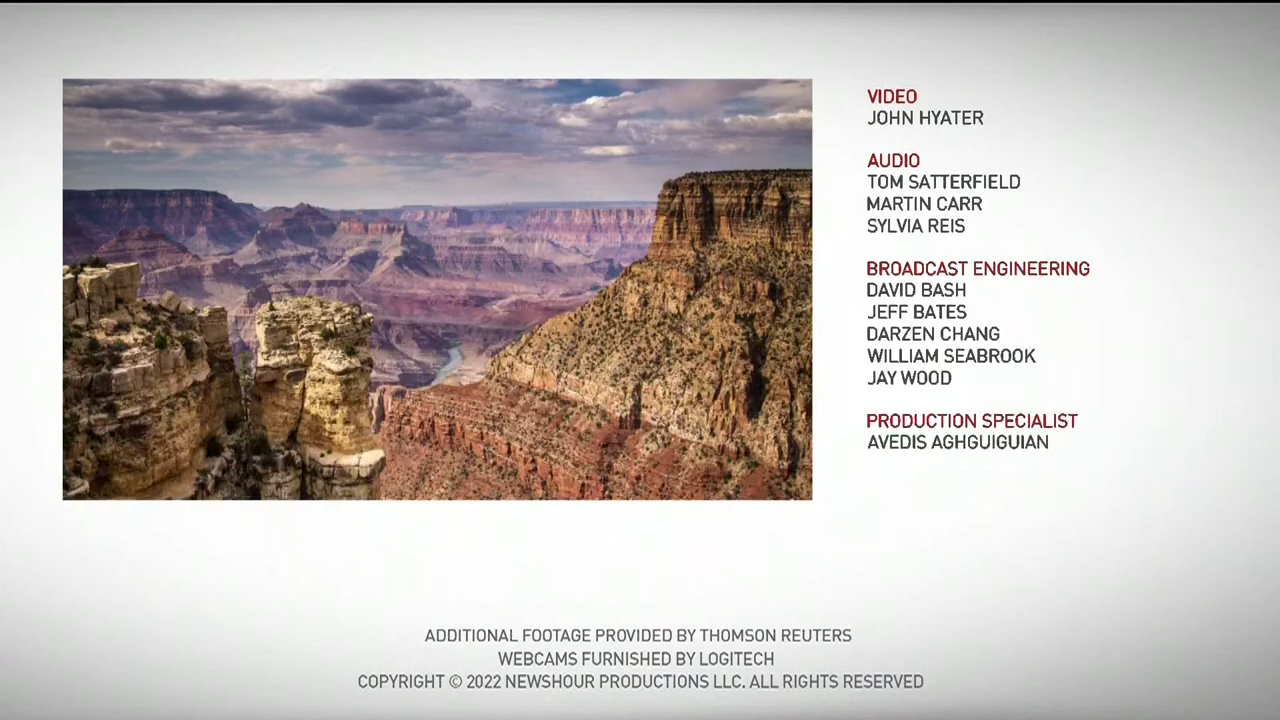 VIDEO
JOHN HYATER
AUDIO
TOM SATTERFIELD
MARTIN CARR
SYLVIA REIS
BROADCAST ENGINEERING
DAVID BASH
JEFF BATES
DARZEN CHANG
WILLIAM SEABROOK
JAY WOOD
PRODUCTION SPECIALIST
AVEDIS AGHGUIGUIAN
ADDITIONAL FOOTAGE PROVIDED BY THOMSON REUTERS
WEBCAMS FURNISHED BY LOGITECH
COPYRIGHT © 2022 NEWSHOUR PRODUCTIONS LLC. ALL RIGHTS RESERVED